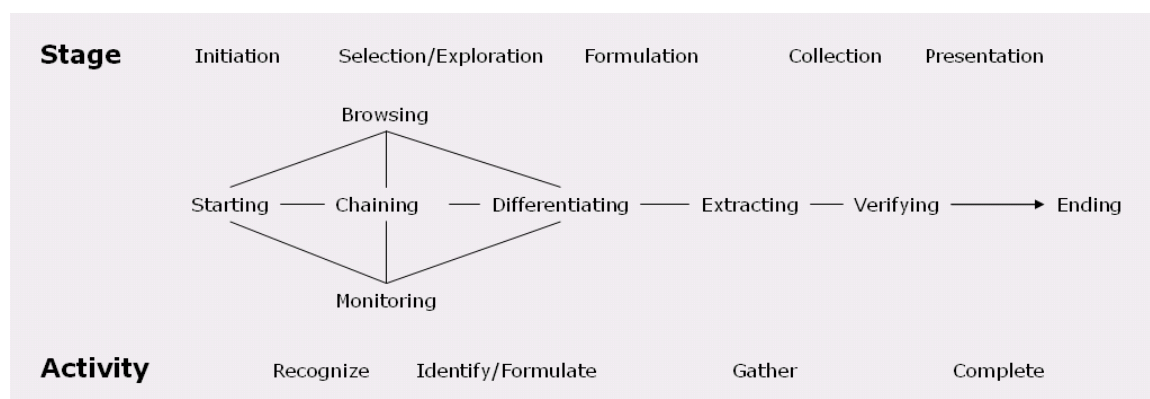 Stage Initiation Selection/Exploration Formulation Collection Presentation
Browsing
Starting Chaining Differentiating Extracting Verifying Ending
Monitoring
Activity Recognize Identify/Formulate Gather Complete